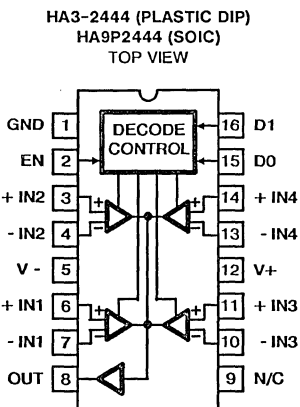 HA3-2444 (PLASTIC DIP)
HA9P2444 (SOIC)
TOP VIEW
GND 1 DECODE CONTROL 16 D1
EN 2 15 D0
+ IN2 3 + + 14 + IN4
- IN2 4 - - 13 - IN4
V - 5 12 V+
+ IN1 6 + + 11 + IN3
- IN1 7 - - 10 - IN3
OUT 8 9 N/C